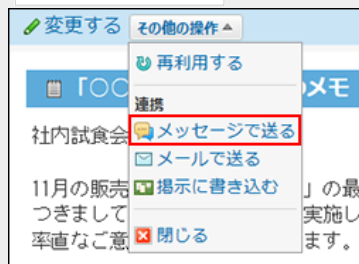 変更する その他の操作▲
再利用する
「○○ のメモ
連携
社内試食会 メッセージで送る
メールで送る
11月の販売 掲示に書き込む 」の最
つきまして 実施し
率直なご意 閉じる ます。